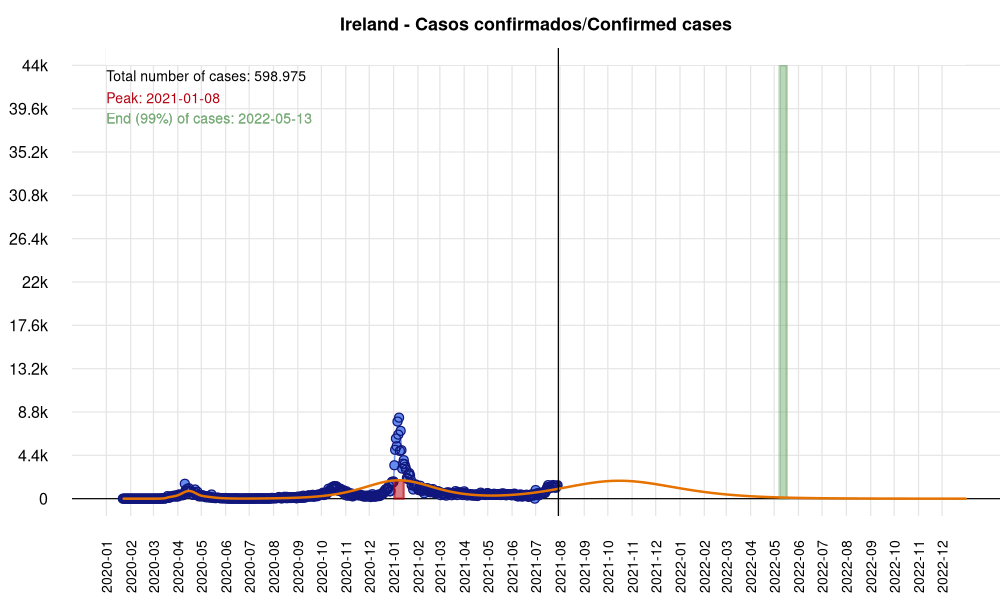 Ireland - Casos confirmados/Confirmed cases
Total number of cases: 598.975
Peak: 2021-01-08
End (99%) of cases: 2022-05-13
44k
39.6k
35.2k
30.8k
26.4k
22k
17.6k
13.2k
8.8k
4.4k
0
2020-01
2020-02
2020-03
2020-04
2020-05
2020-06
2020-07
2020-08
2020-09
2020-10
2020-11
2020-12
2021-01
2021-02
2021-03
2021-04
2021-05
2021-06
2021-07
2021-08
2021-09
2021-10
2021-11
2021-12
2022-01
2022-02
2022-03
2022-04
2022-05
2022-06
2022-07
2022-08
2022-09
2022-10
2022-11
2022-12